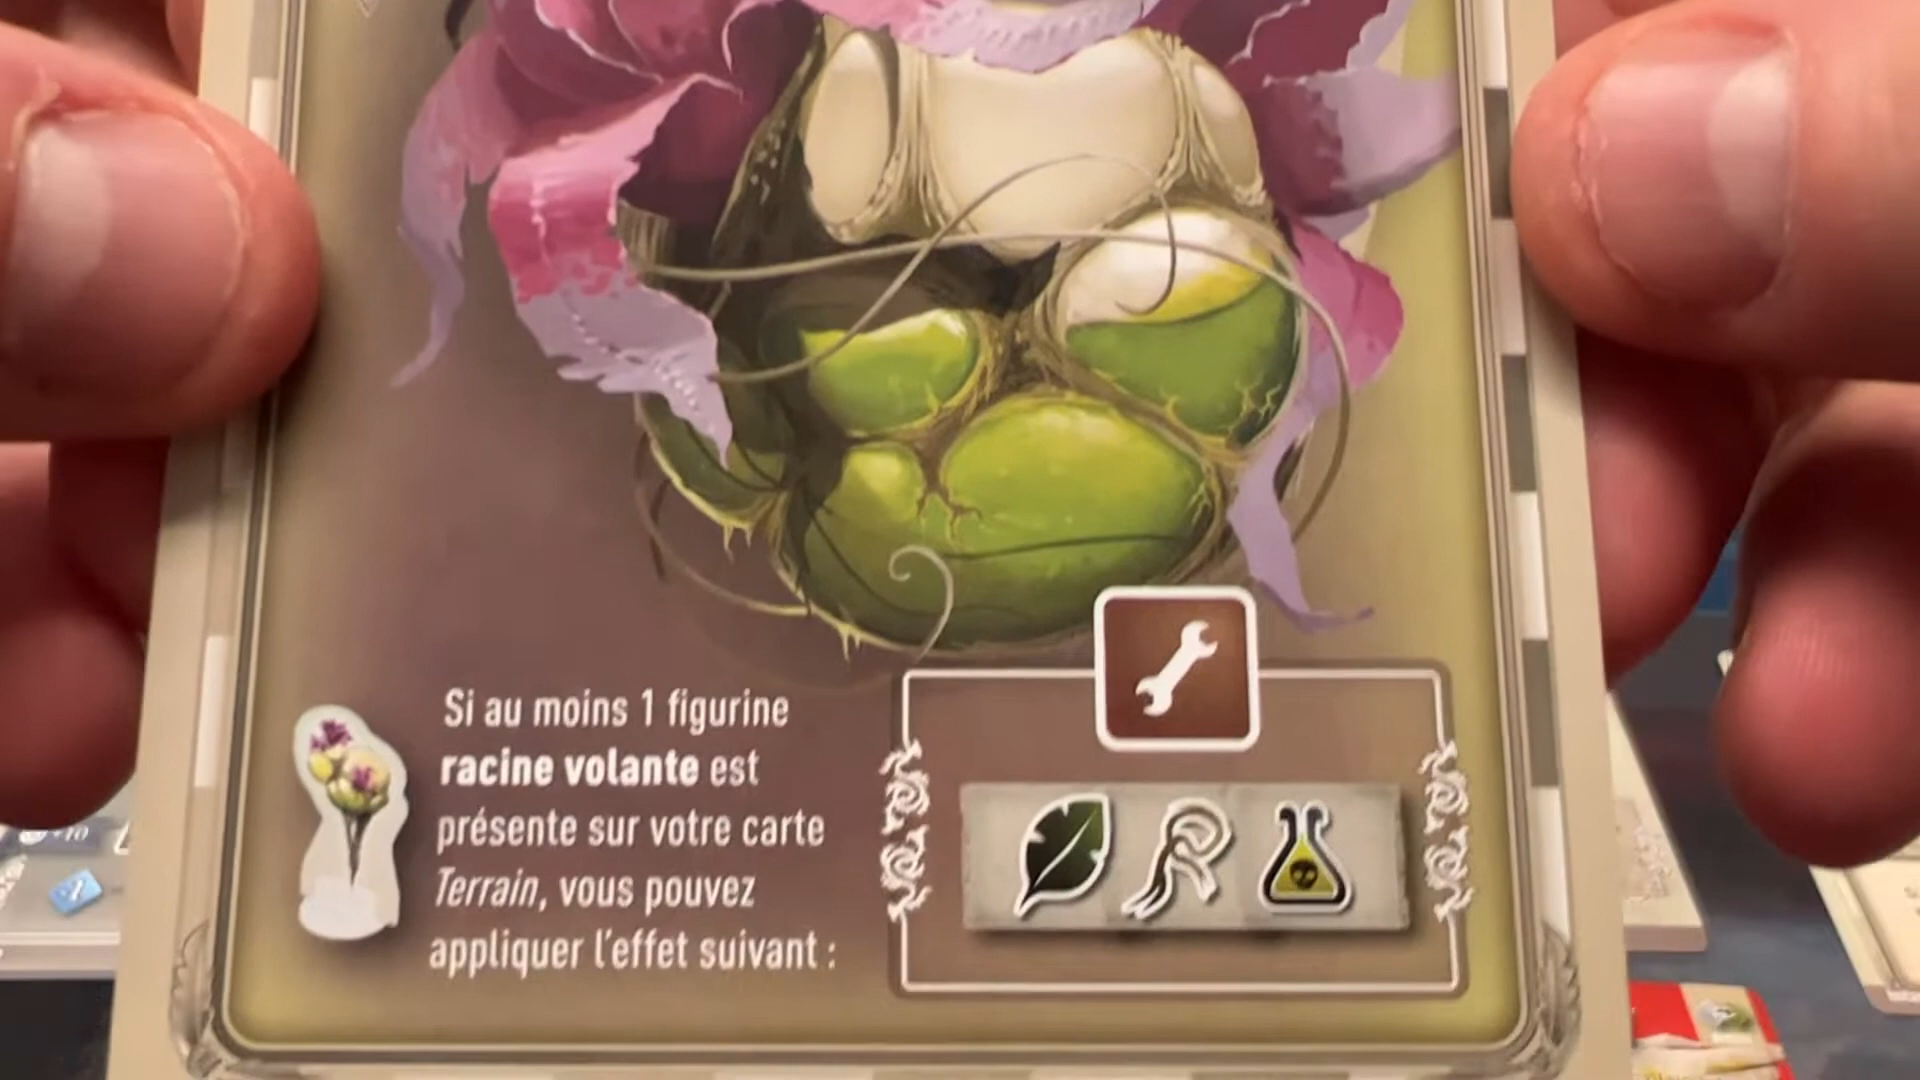 Si au moins 1 figurine
racine volante est
présente sur votre carte
Terrain, vous pouvez
appliquer l'effet suivant :